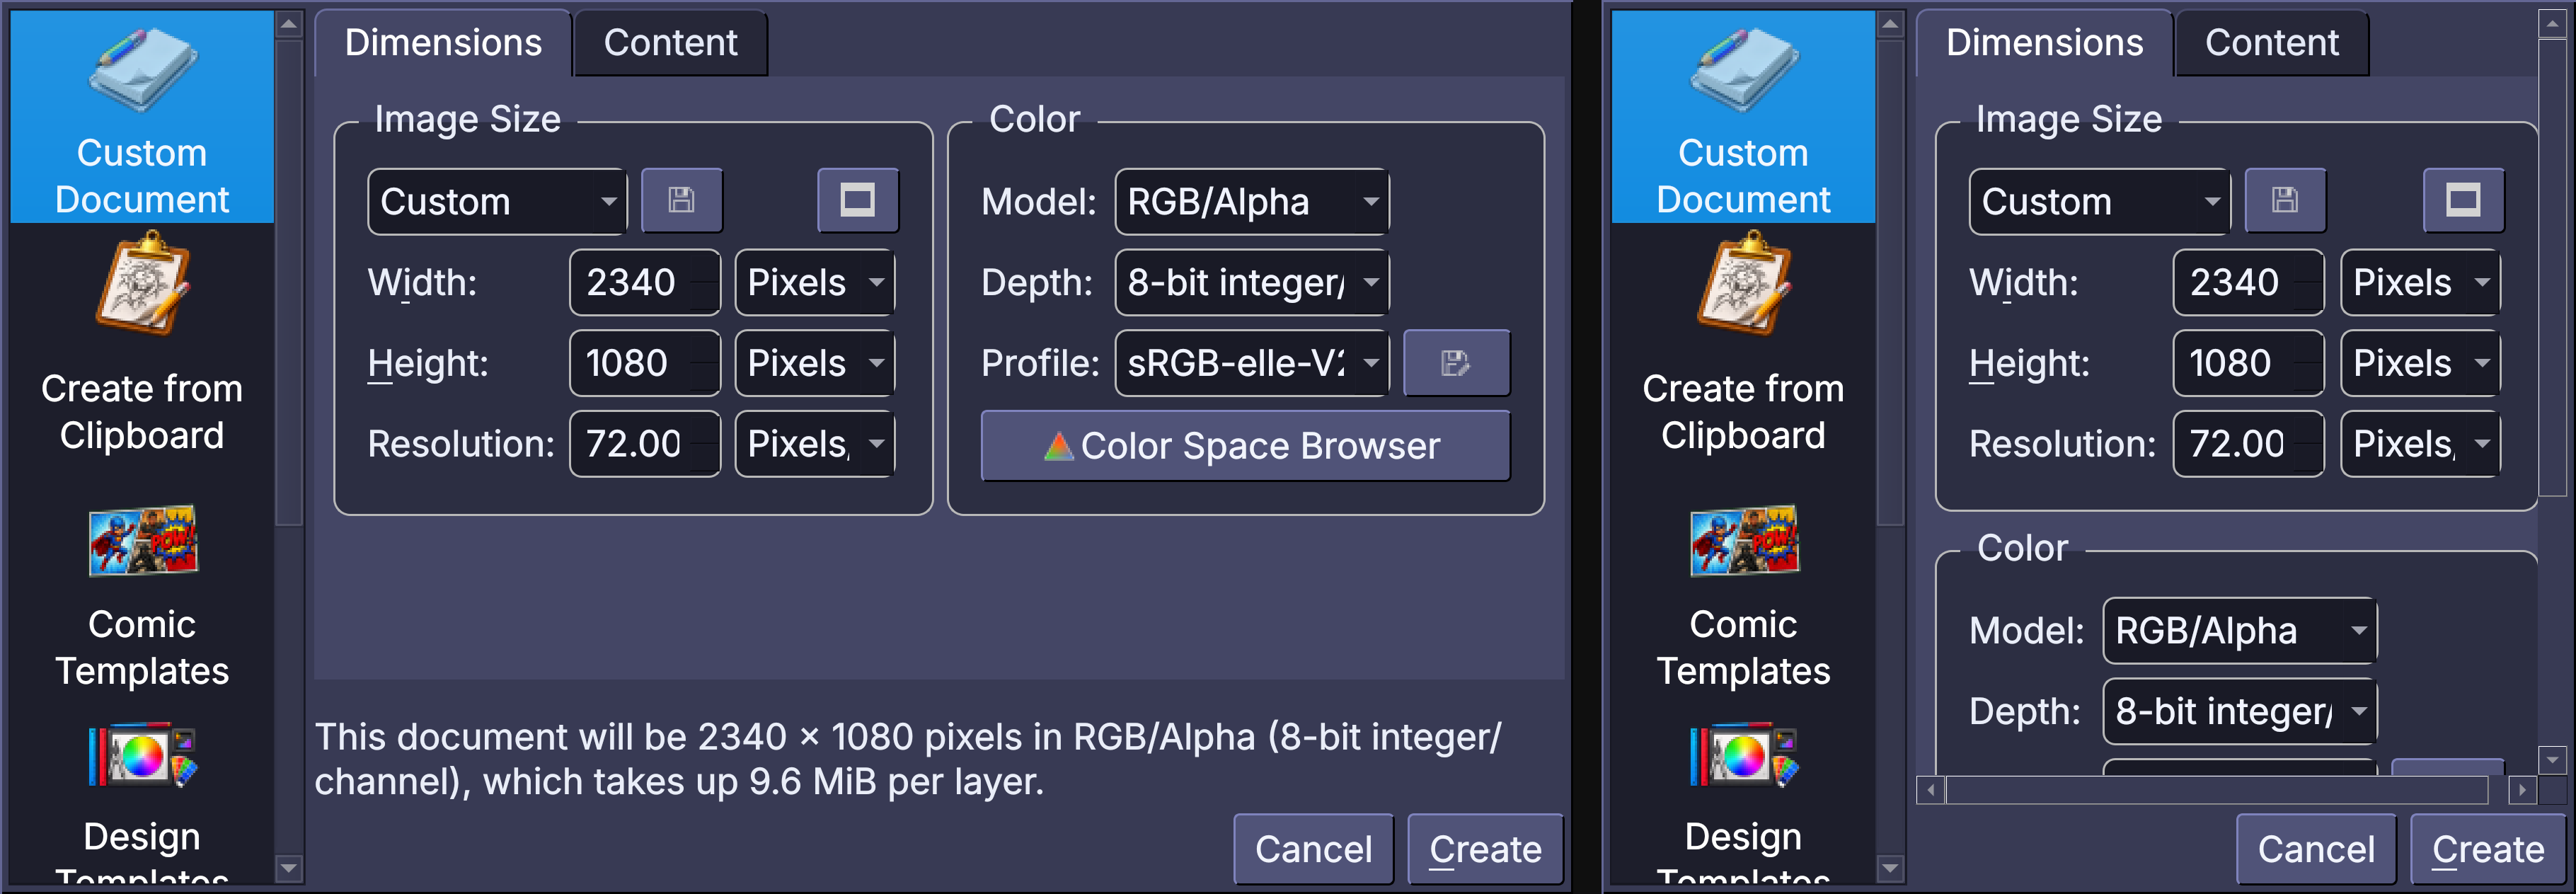 Custom
Document
Create from
Clipboard
Comic
Templates
POW!
Design
Templates
Dimensions
Content
Image Size
Custom
Width:
2340
Pixels
Height:
1080
Pixels
Resolution:
72.00
Pixels/
Color
Model:
RGB/Alpha
Depth:
8-bit integer/
Profile:
sRGB-elle-V2
Color Space Browser
This document will be 2340 × 1080 pixels in RGB/Alpha (8-bit integer/
channel), which takes up 9.6 MiB per layer.
Cancel
Create
Custom
Document
Create from
Clipboard
Comic
Templates
POW!
Design
Templates
Dimensions
Content
Image Size
Custom
Width:
2340
Pixels
Height:
1080
Pixels
Resolution:
72.00
Pixels/
Color
Model:
RGB/Alpha
Depth:
8-bit integer/
Cancel
Create